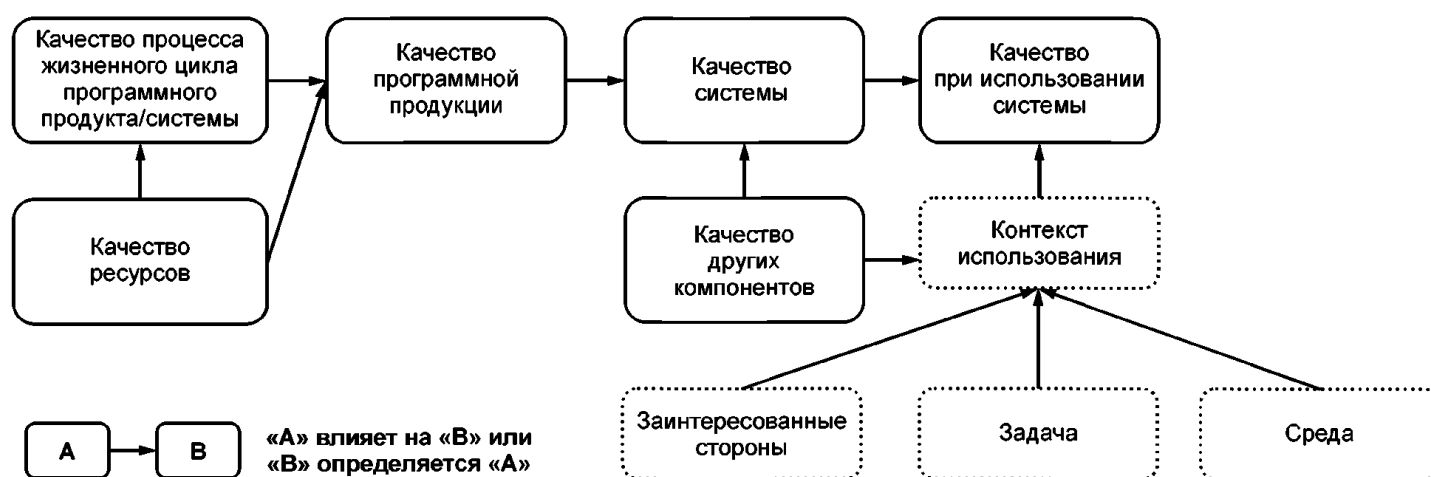 Качество процесса
жизненного цикла
программного
продукта/системы
Качество
программной
продукции
Качество
системы
Качество
при использовании
системы
Качество
ресурсов
Качество
других
компонентов
Контекст
использования
Заинтересованные
стороны
Задача
Среда
А
В
«А» влияет на «В» или
«В» определяется «А»